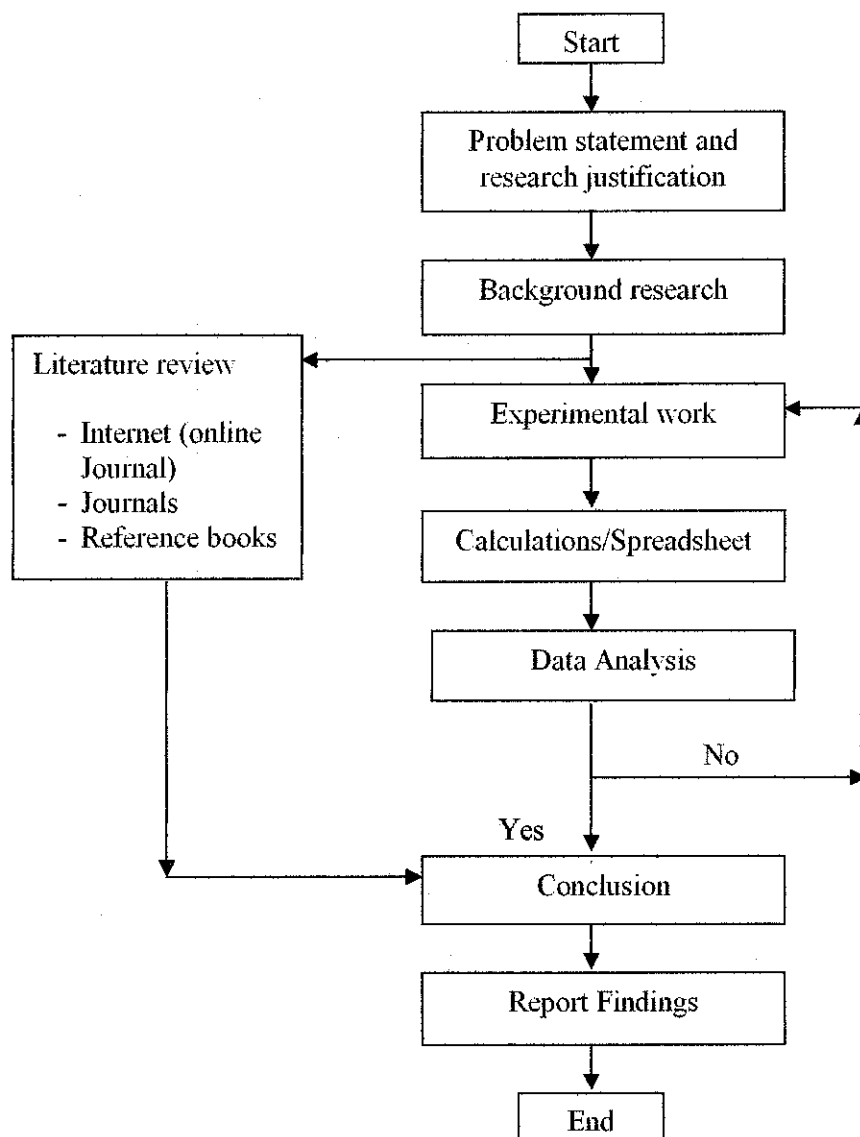 Start
Problem statement and
research justification
Background research
Literature review
- Internet (online
Journal)
- Journals
- Reference books
Experimental work
Calculations/Spreadsheet
Data Analysis
No
Yes
Conclusion
Report Findings
End